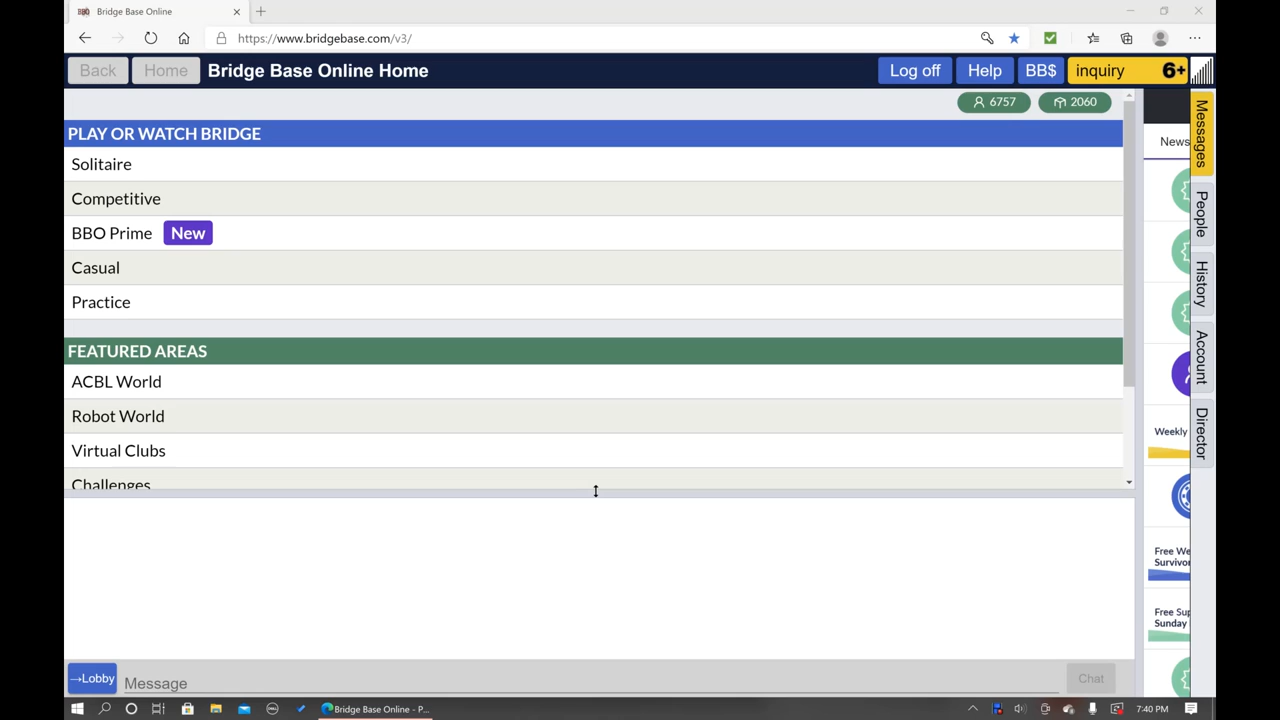 Bridge Base Online
https://www.bridgebase.com/v3/
Back
Home
Bridge Base Online Home
Log off
Help
BB$
inquiry
6+
6757
2060
PLAY OR WATCH BRIDGE
Solitaire
Competitive
BBO Prime New
Casual
Practice
FEATURED AREAS
ACBL World
Robot World
Virtual Clubs
Challenges
News
Weekly
Free We
Survivo
Free Sup
Sunday
Messages
People
History
Account
Director
→Lobby
Message
Chat
Bridge Base Online - P...
7:40 PM